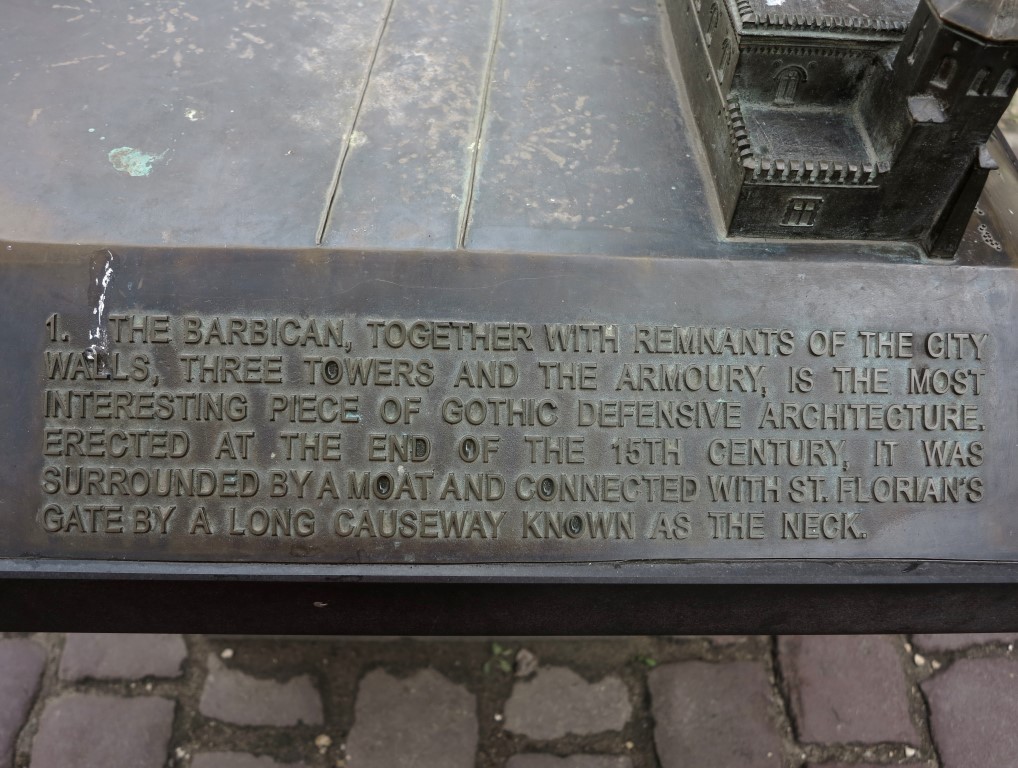 1. THE BARBICAN, TOGETHER WITH REMNANTS OF THE CITY
WALLS, THREE TOWERS AND THE ARMOURY, IS THE MOST
INTERESTING PIECE OF GOTHIC DEFENSIVE ARCHITECTURE.
ERECTED AT THE END OF THE 15TH CENTURY, IT WAS
SURROUNDED BY A MOAT AND CONNECTED WITH ST. FLORIAN'S
GATE BY A LONG CAUSEWAY KNOWN AS THE NECK.